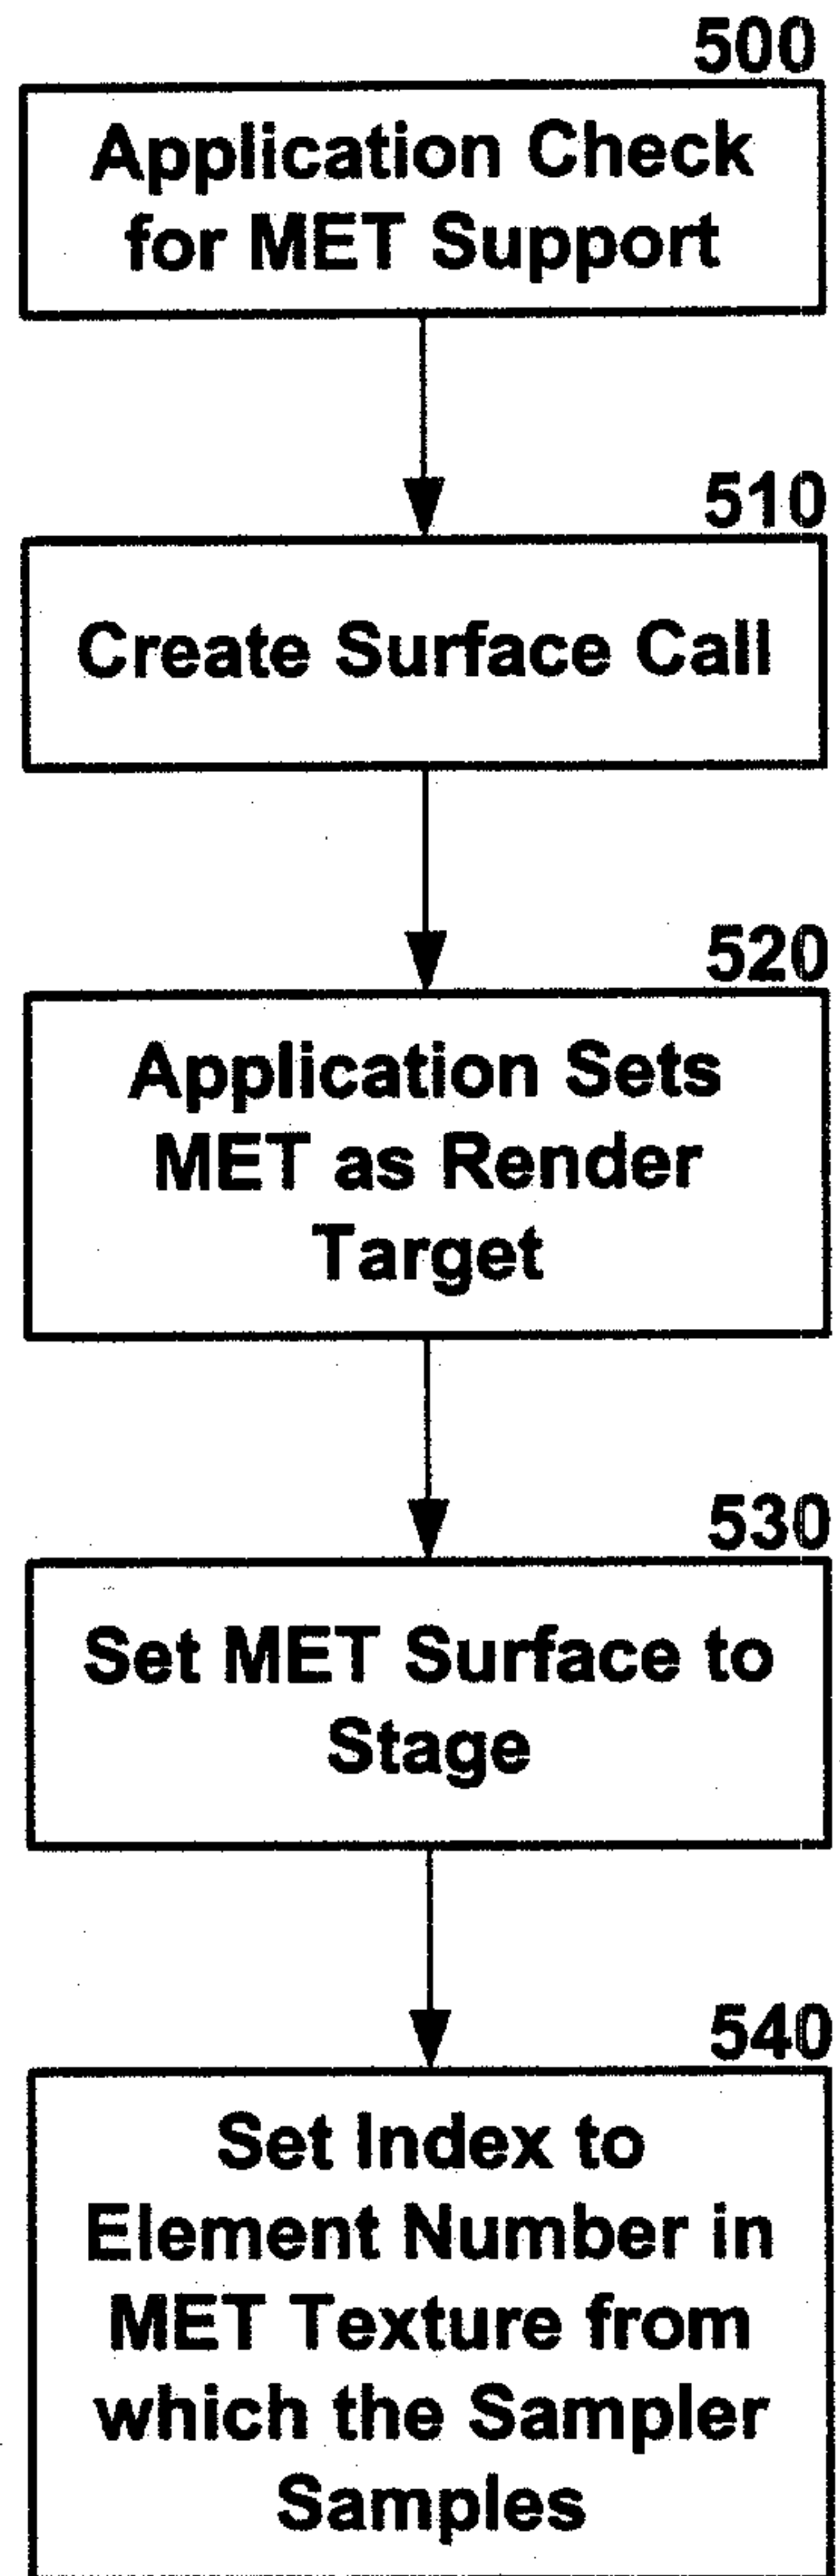 500
Application Check
for MET Support
510
Create Surface Call
520
Application Sets
MET as Render
Target
530
Set MET Surface to
Stage
540
Set Index to
Element Number in
MET Texture from
which the Sampler
Samples